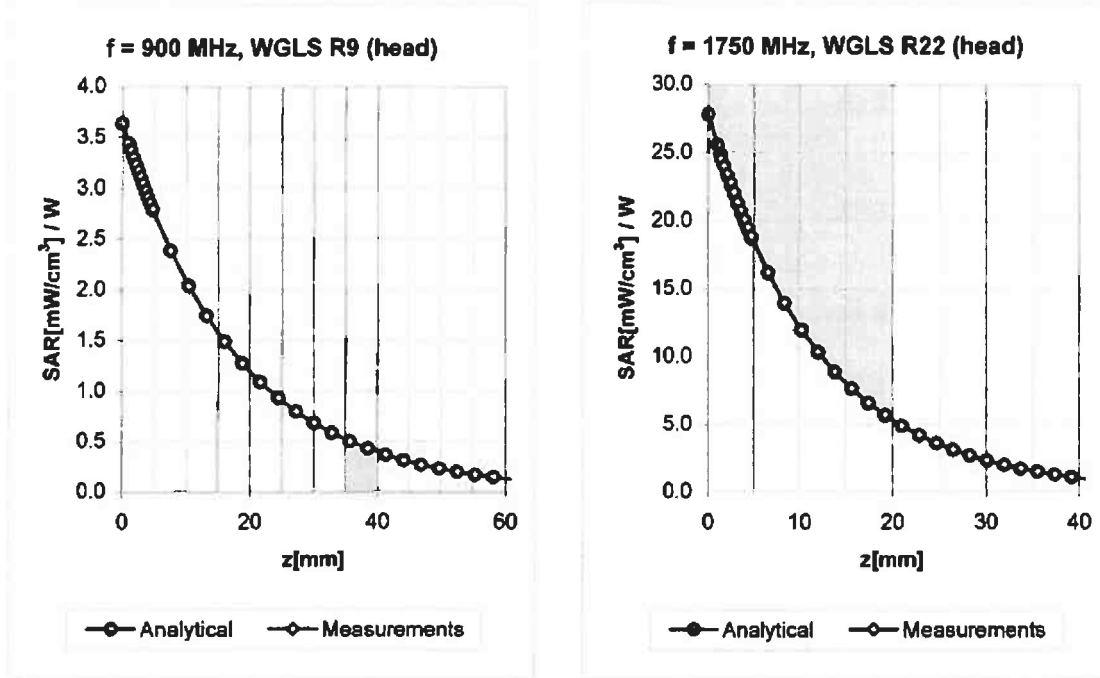 f = 900 MHz, WGLS R9 (head)
4.0
3.5
3.0
2.5
2.0
1.5
1.0
0.5
0.0
SAR[mW/cm³] / W
0 20 40 60
z[mm]
Analytical Measurements
f = 1750 MHz, WGLS R22 (head)
30.0
25.0
20.0
15.0
10.0
5.0
0.0
SAR[mW/cm³] / W
0 10 20 30 40
z[mm]
Analytical Measurements